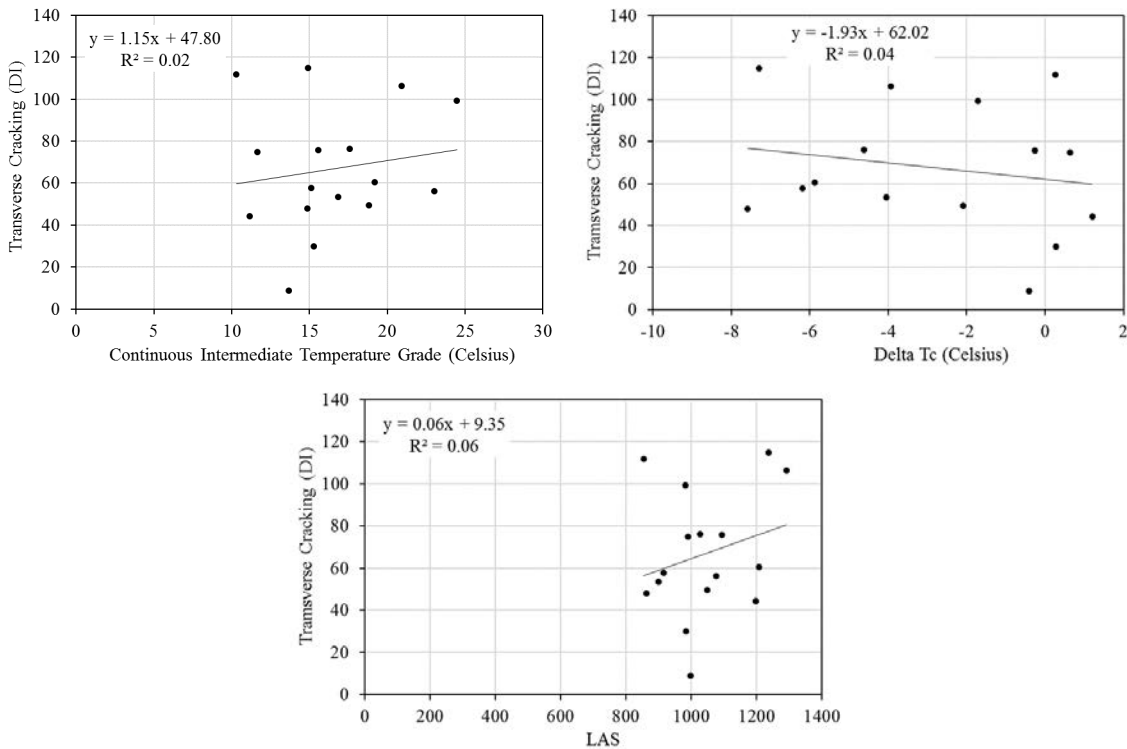 Transverse Cracking (DI)
140
120
100
80
60
40
20
0
y = 1.15x + 47.80
R² = 0.02
0 5 10 15 20 25 30
Continuous Intermediate Temperature Grade (Celsius)
Tramsverse Cracking (DI)
140
120
100
80
60
40
20
0
y = -1.93x + 62.02
R² = 0.04
-10 -8 -6 -4 -2 0 2
Delta Tc (Celsius)
Tramsverse Cracking (DI)
140
120
100
80
60
40
20
0
y = 0.06x + 9.35
R² = 0.06
0 200 400 600 800 1000 1200 1400
LAS